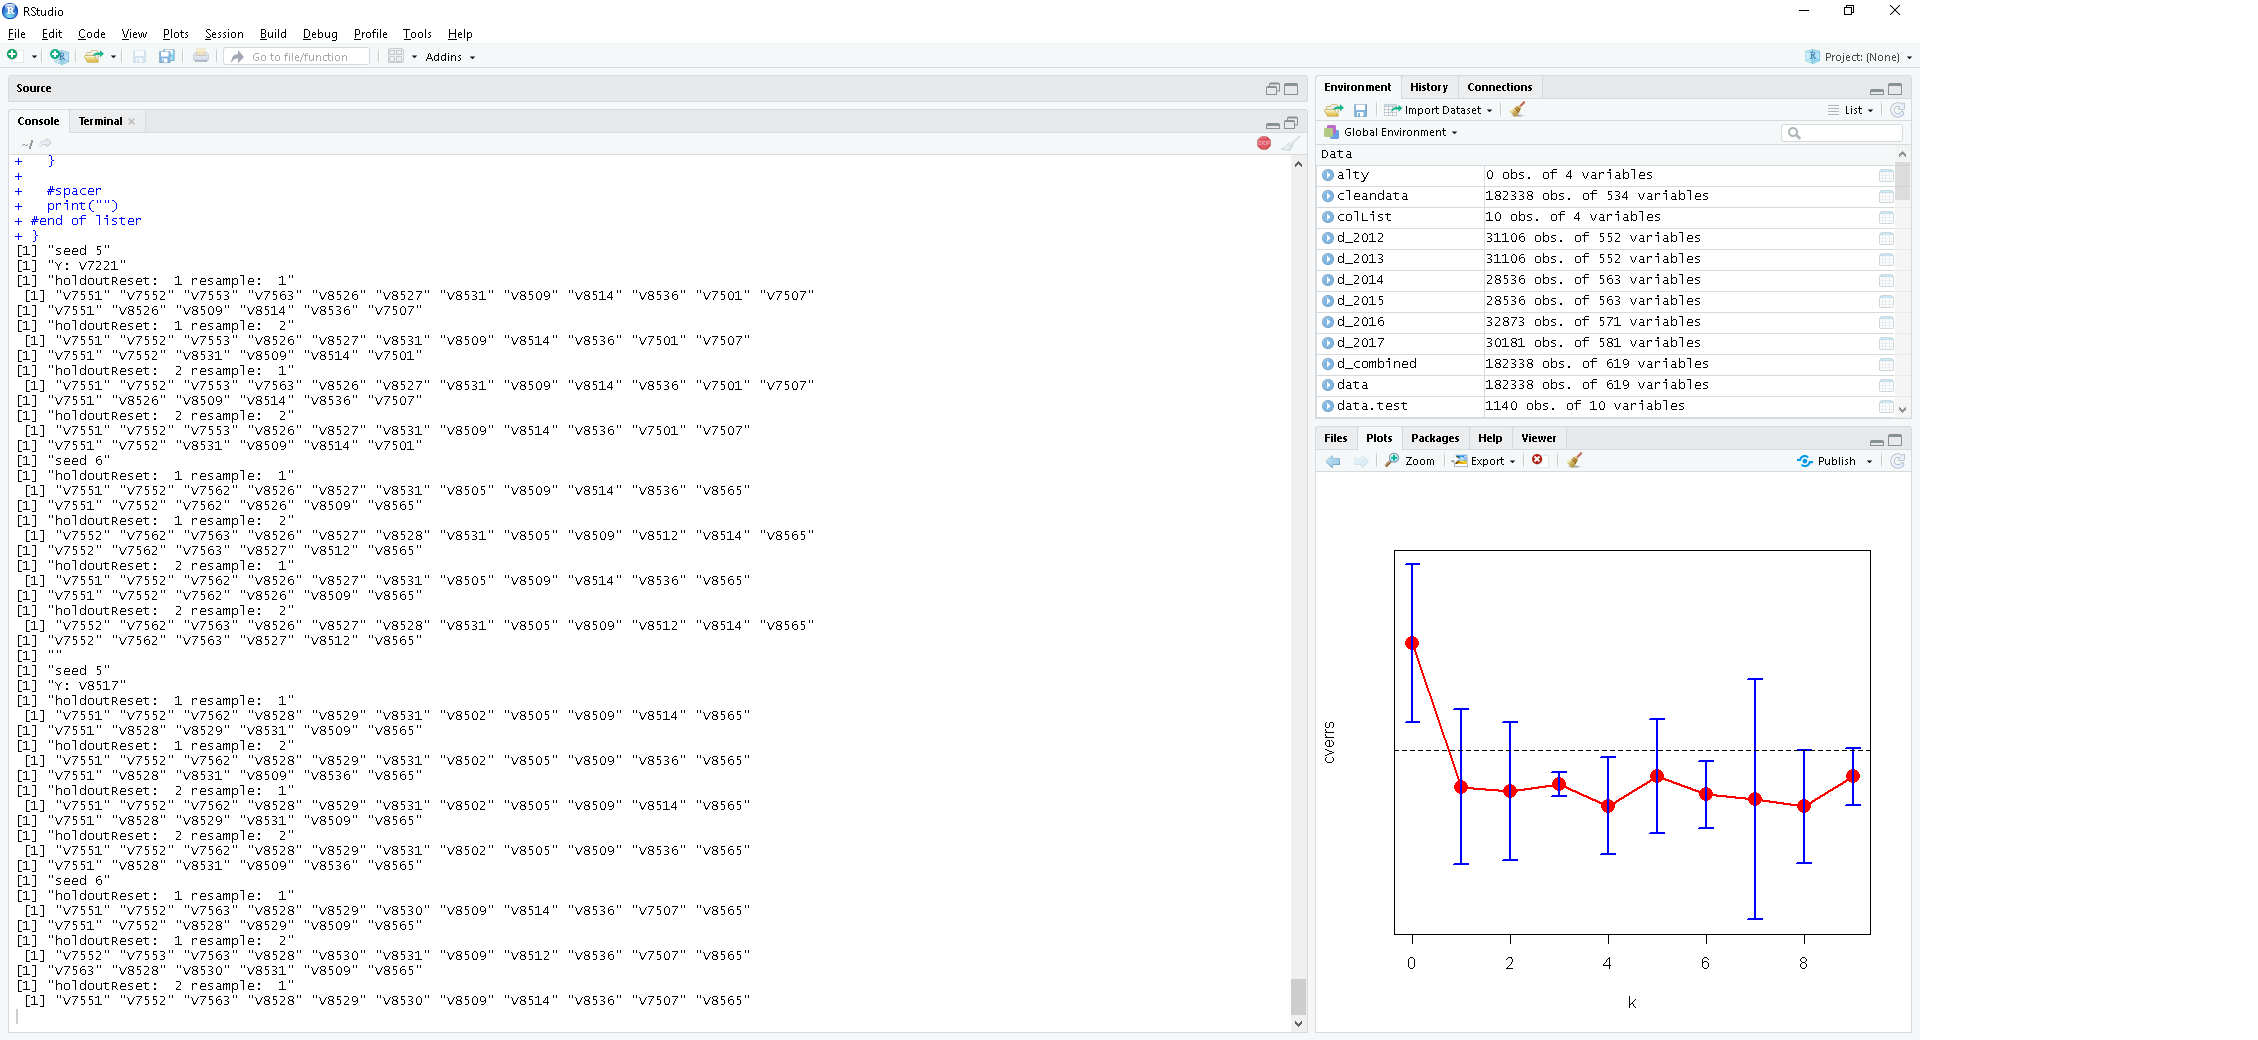 RStudio
File Edit Code View Plots Session Build Debug Profile Tools Help
Go to file/function Addins Project: (None)
Source
Console Terminal
~/
+   }
+
+   #spacer
+   print("")
+ #end of lister
+ }
[1] "seed 5"
[1] "Y: V7221"
[1] "holdoutReset:  1 resample:  1"
 [1] "V7551" "V7552" "V7553" "V7563" "V8526" "V8527" "V8531" "V8509" "V8514" "V8536" "V7501" "V7507"
[1] "V7551" "V8526" "V8509" "V8514" "V8536" "V7507"
[1] "holdoutReset:  1 resample:  2"
 [1] "V7551" "V7552" "V7553" "V8526" "V8527" "V8531" "V8509" "V8514" "V8536" "V7501" "V7507"
[1] "V7551" "V7552" "V8531" "V8509" "V8514" "V7501"
[1] "holdoutReset:  2 resample:  1"
 [1] "V7551" "V7552" "V7553" "V7563" "V8526" "V8527" "V8531" "V8509" "V8514" "V8536" "V7501" "V7507"
[1] "V7551" "V8526" "V8509" "V8514" "V8536" "V7507"
[1] "holdoutReset:  2 resample:  2"
 [1] "V7551" "V7552" "V7553" "V8526" "V8527" "V8531" "V8509" "V8514" "V8536" "V7501" "V7507"
[1] "V7551" "V7552" "V8531" "V8509" "V8514" "V7501"
[1] "seed 6"
[1] "holdoutReset:  1 resample:  1"
 [1] "V7551" "V7552" "V7562" "V8526" "V8527" "V8531" "V8505" "V8509" "V8514" "V8536" "V8565"
[1] "V7551" "V7552" "V7562" "V8526" "V8509" "V8565"
[1] "holdoutReset:  1 resample:  2"
 [1] "V7552" "V7562" "V7563" "V8526" "V8527" "V8528" "V8531" "V8505" "V8509" "V8512" "V8514" "V8565"
[1] "V7552" "V7562" "V7563" "V8527" "V8512" "V8565"
[1] "holdoutReset:  2 resample:  1"
 [1] "V7551" "V7552" "V7562" "V8526" "V8527" "V8531" "V8505" "V8509" "V8514" "V8536" "V8565"
[1] "V7551" "V7552" "V7562" "V8526" "V8509" "V8565"
[1] "holdoutReset:  2 resample:  2"
 [1] "V7552" "V7562" "V7563" "V8526" "V8527" "V8528" "V8531" "V8505" "V8509" "V8512" "V8514" "V8565"
[1] "V7552" "V7562" "V7563" "V8527" "V8512" "V8565"
[1] ""
[1] "seed 5"
[1] "Y: V8517"
[1] "holdoutReset:  1 resample:  1"
 [1] "V7551" "V7552" "V7562" "V8528" "V8529" "V8531" "V8502" "V8505" "V8509" "V8514" "V8565"
[1] "V7551" "V8528" "V8529" "V8531" "V8509" "V8565"
[1] "holdoutReset:  1 resample:  2"
 [1] "V7551" "V7552" "V7562" "V8528" "V8529" "V8531" "V8502" "V8505" "V8509" "V8536" "V8565"
[1] "V7551" "V8528" "V8531" "V8509" "V8536" "V8565"
[1] "holdoutReset:  2 resample:  1"
 [1] "V7551" "V7552" "V7562" "V8528" "V8529" "V8531" "V8502" "V8505" "V8509" "V8514" "V8565"
[1] "V7551" "V8528" "V8529" "V8531" "V8509" "V8565"
[1] "holdoutReset:  2 resample:  2"
 [1] "V7551" "V7552" "V7562" "V8528" "V8529" "V8531" "V8502" "V8505" "V8509" "V8536" "V8565"
[1] "V7551" "V8528" "V8531" "V8509" "V8536" "V8565"
[1] "seed 6"
[1] "holdoutReset:  1 resample:  1"
 [1] "V7551" "V7552" "V7563" "V8528" "V8529" "V8530" "V8509" "V8514" "V8536" "V7507" "V8565"
[1] "V7551" "V7552" "V8528" "V8529" "V8509" "V8565"
[1] "holdoutReset:  1 resample:  2"
 [1] "V7552" "V7553" "V7563" "V8528" "V8530" "V8531" "V8509" "V8512" "V8536" "V7507" "V8565"
[1] "V7563" "V8528" "V8530" "V8531" "V8509" "V8565"
[1] "holdoutReset:  2 resample:  1"
 [1] "V7551" "V7552" "V7563" "V8528" "V8529" "V8530" "V8509" "V8514" "V8536" "V7507" "V8565"
Environment History Connections
Import Dataset List
Global Environment
Data
alty 0 obs. of 4 variables
cleandata 182338 obs. of 534 variables
colList 10 obs. of 4 variables
d_2012 31106 obs. of 552 variables
d_2013 31106 obs. of 552 variables
d_2014 28536 obs. of 563 variables
d_2015 28536 obs. of 563 variables
d_2016 32873 obs. of 571 variables
d_2017 30181 obs. of 581 variables
d_combined 182338 obs. of 619 variables
data 182338 obs. of 619 variables
data.test 1140 obs. of 10 variables
Files Plots Packages Help Viewer
Zoom Export Publish
cverrs
0 2 4 6 8
k